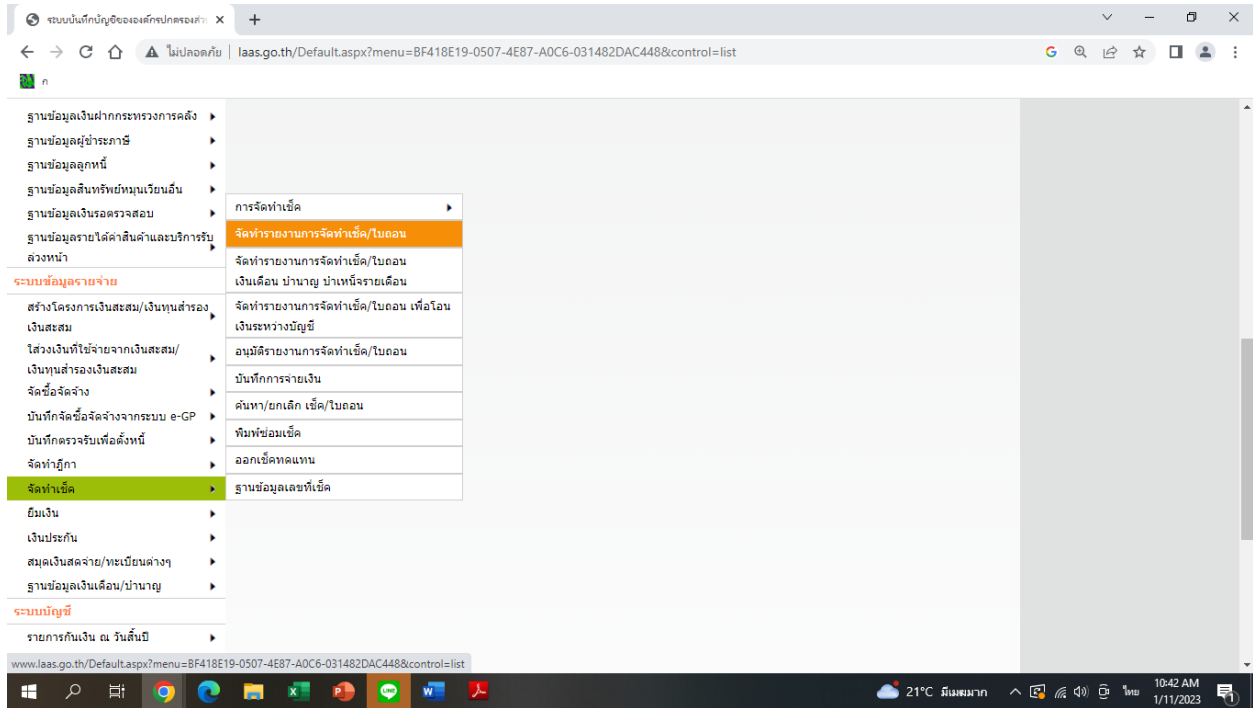 ระบบบันทึกบัญชีขององค์กรปกครองส่ว
ไม่ปลอดภัย | laas.go.th/Default.aspx?menu=BF418E19-0507-4E87-A0C6-031482DAC448&control=list
ก
ฐานข้อมูลเงินฝากกระทรวงการคลัง
ฐานข้อมูลผู้ชำระภาษี
ฐานข้อมูลลูกหนี้
ฐานข้อมูลสินทรัพย์หมุนเวียนอื่น
ฐานข้อมูลเงินรอตรวจสอบ
ฐานข้อมูลรายได้ค่าสินค้าและบริการรับ
ล่วงหน้า
ระบบข้อมูลรายจ่าย
สร้างโครงการเงินสะสม/เงินทุนสำรอง
เงินสะสม
ใส่วงเงินที่ใช้จ่ายจากเงินสะสม/
เงินทุนสำรองเงินสะสม
จัดซื้อจัดจ้าง
บันทึกจัดซื้อจัดจ้างจากระบบ e-GP
บันทึกตรวจรับเพื่อตั้งหนี้
จัดทำฎีกา
จัดทำเช็ค
ยืมเงิน
เงินประกัน
สมุดเงินสดจ่าย/ทะเบียนต่างๆ
ฐานข้อมูลเงินเดือน/บำนาญ
ระบบบัญชี
รายการกันเงิน ณ วันสิ้นปี
การจัดทำเช็ค
จัดทำรายงานการจัดทำเช็ค/ใบถอน
จัดทำรายงานการจัดทำเช็ค/ใบถอน
เงินเดือน บำนาญ บำเหน็จรายเดือน
จัดทำรายงานการจัดทำเช็ค/ใบถอน เพื่อโอน
เงินระหว่างบัญชี
อนุมัติรายงานการจัดทำเช็ค/ใบถอน
บันทึกการจ่ายเงิน
ค้นหา/ยกเลิก เช็ค/ใบถอน
พิมพ์ซ่อมเช็ค
ออกเช็คทดแทน
ฐานข้อมูลเลขที่เช็ค
www.laas.go.th/Default.aspx?menu=BF418E19-0507-4E87-A0C6-031482DAC448&control=list
21°C มีเมฆมาก
ไทย
10:42 AM
1/11/2023